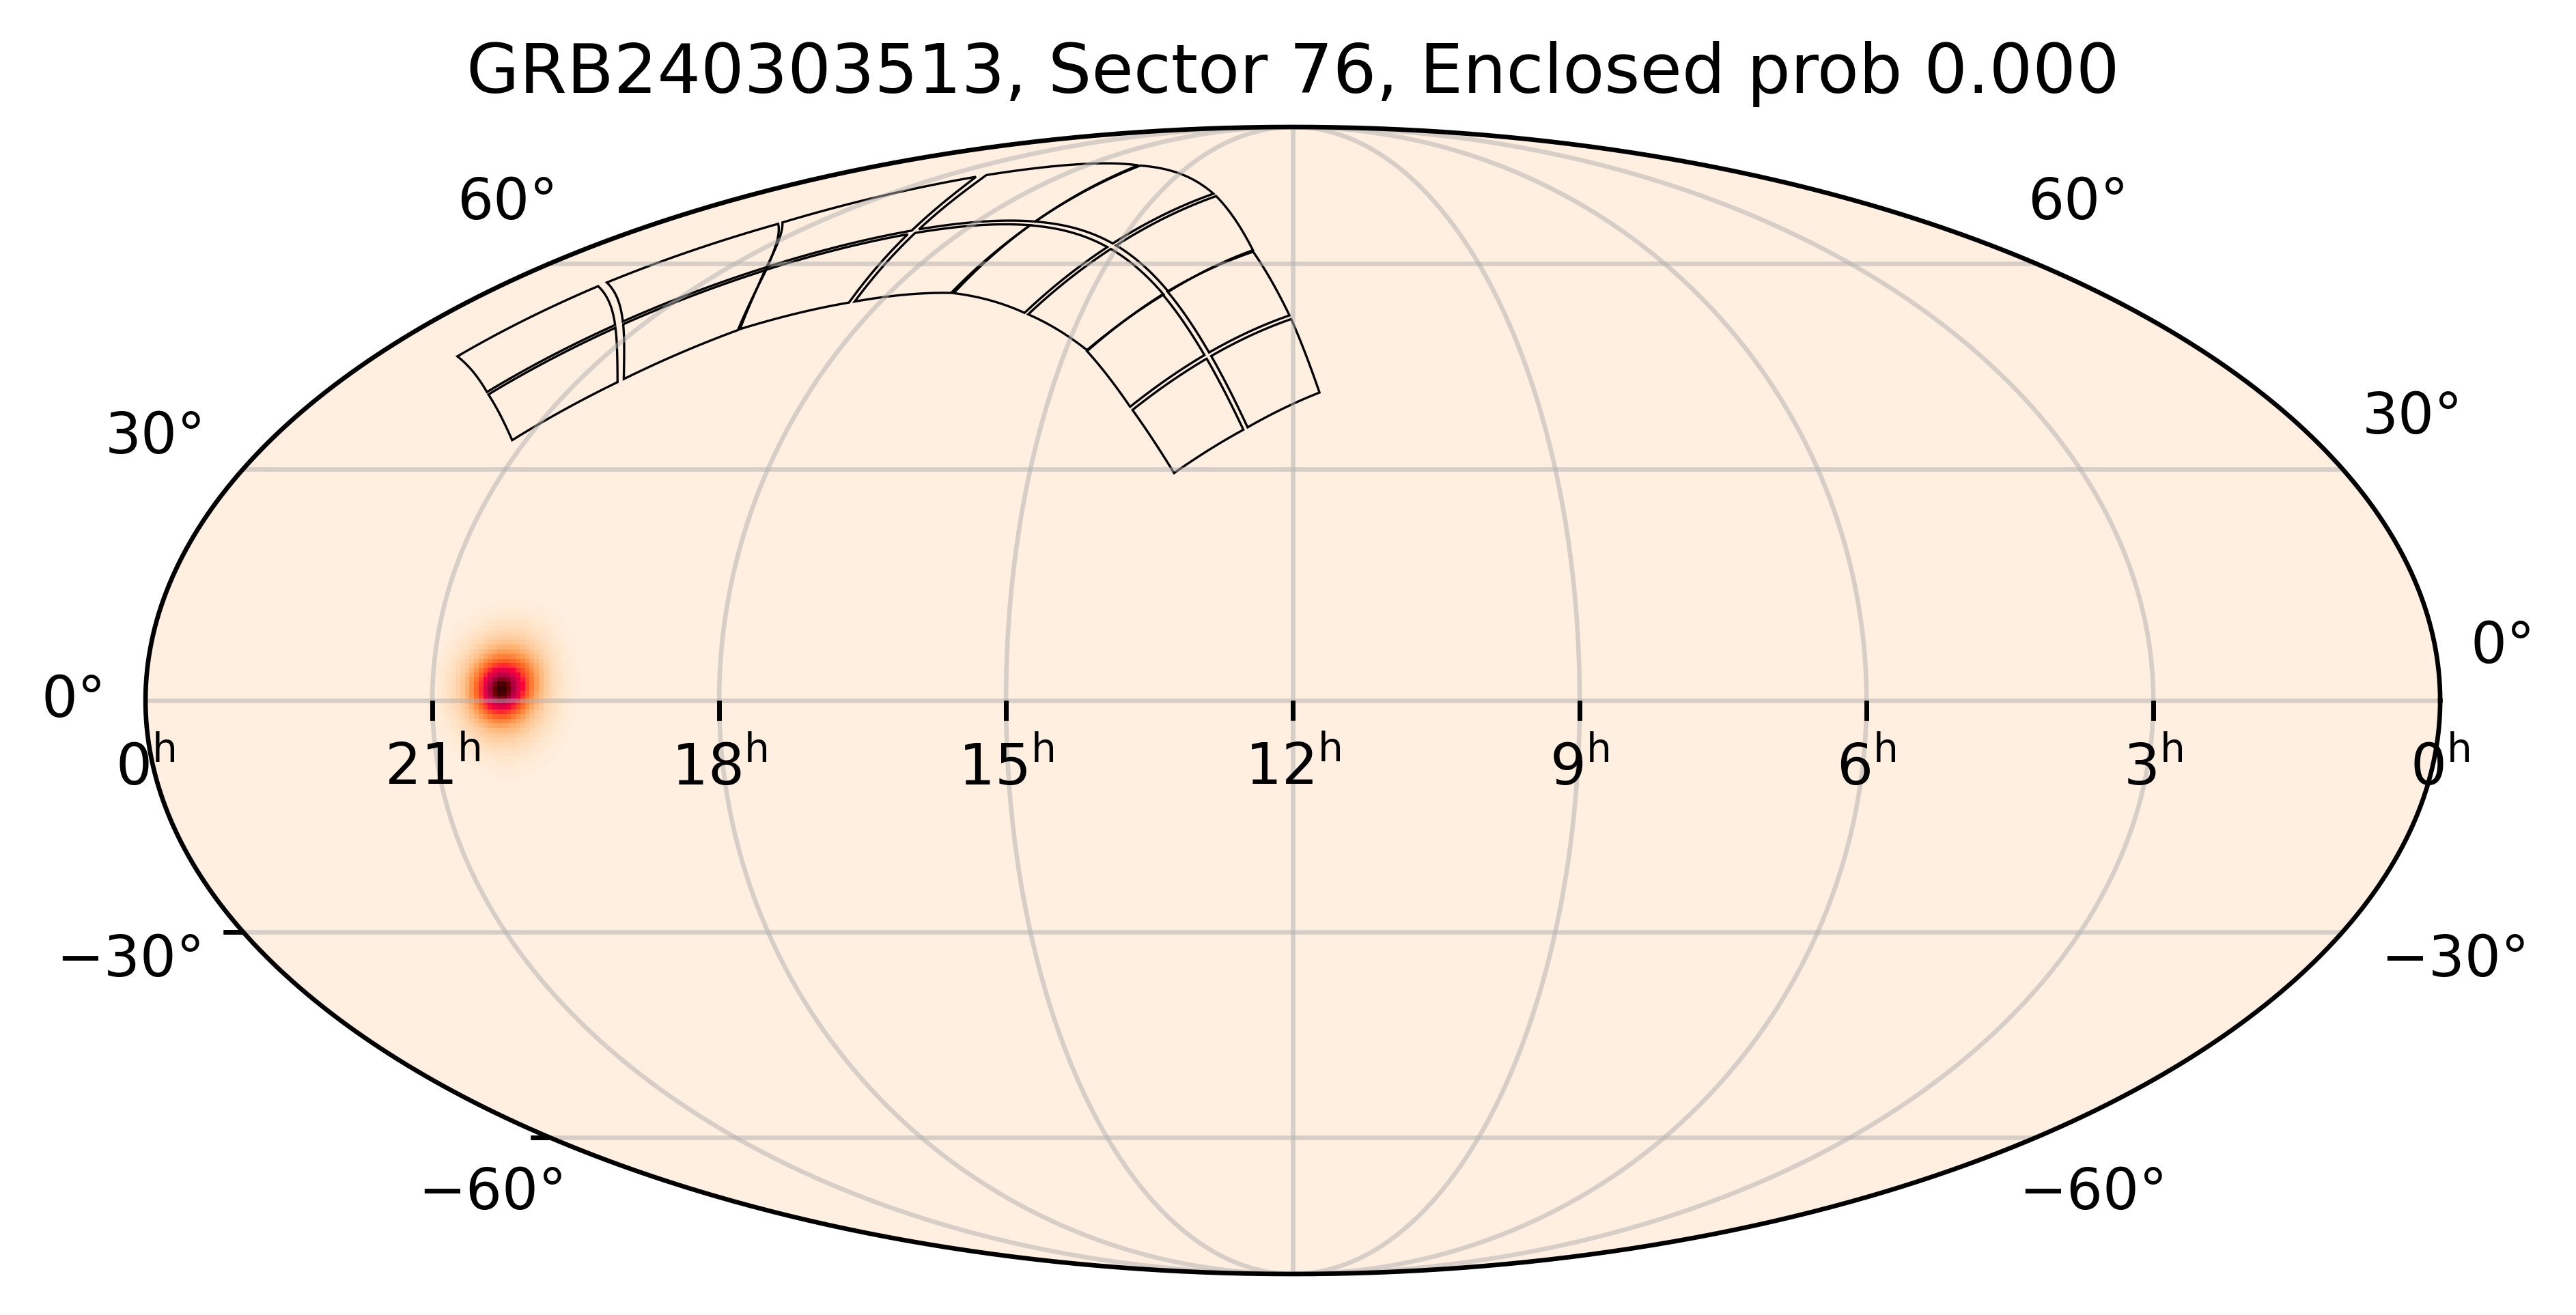 GRB240303513, Sector 76, Enclosed prob 0.000
60° 60°
30° 30°
0° 0°
0h 21h 18h 15h 12h 9h 6h 3h 0h
−30° −30°
−60° −60°